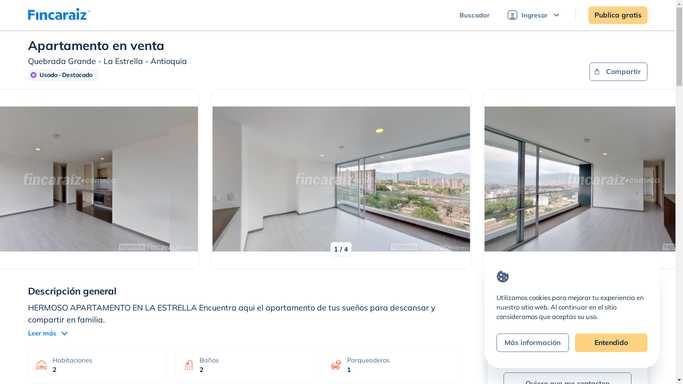 Fincaraiz
Buscador
Ingresar
Publica gratis
Apartamento en venta
Quebrada Grande - La Estrella - Antioquia
Usado - Destacado
Compartir
fincaraiz
fincaraiz
fincaraiz
1 / 4
Descripción general
HERMOSO APARTAMENTO EN LA ESTRELLA Encuentra aqui el apartamento de tus sueños para descansar y
compartir en familia.
Leer más
Habitaciones
2
Baños
2
Parqueaderos
1
Utilizamos cookies para mejorar tu experiencia en
nuestro sitio web. Al continuar en el sitio
consideramos que aceptas su uso.
Más información
Entendido
Quiero que me contacten